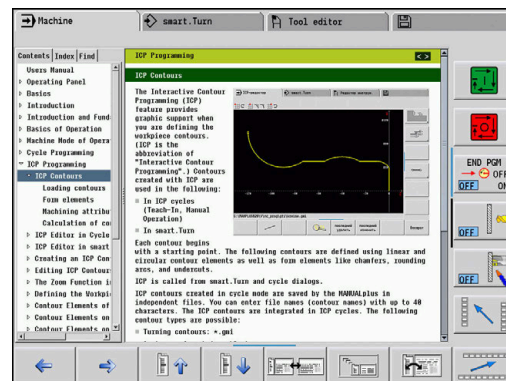 Machine
smart.Turn
Tool editor
Contents Index Find
Users Manual
Operating Panel
Basics
Introduction
Introduction and Fund
Basics of Operation
Machine Mode of Opera
Cycle Programming
ICP Programming
ICP Contours
Loading contours
Form elements
Machining attribu
Calculation of co
ICP Editor in Cycle
ICP Editor in smart
Creating an ICP Con
Editing ICP Contour
The Zoom Function i
Defining the Workpie
Contour Elements of
Contour Elements on
Contour Elements on
ICP Programming
ICP Contours
The Interactive Contour
Programming (ICP)
feature provides
graphic support when
you are defining the
workpiece contours.
(ICP is the
abbreviation of
"Interactive Contour
Programming".) Contours
created with ICP are
used in the following:
In ICP cycles
(Teach-In, Manual
Operation)
In smart.Turn
Each contour begins
with a starting point. The following contours are defined using linear and
circular contour elements as well as form elements like chamfers, rounding
arcs, and undercuts.
ICP is called from smart.Turn and cycle dialogs.
ICP contours created in cycle mode are saved by the MANUALplus in
independent files. You can enter file names (contour names) with up to 40
characters. The ICP contours are integrated in ICP cycles. The following
contour types are possible:
Turning contours: *.gmi
END PGM
OFF
OFF ON
OFF
OFF